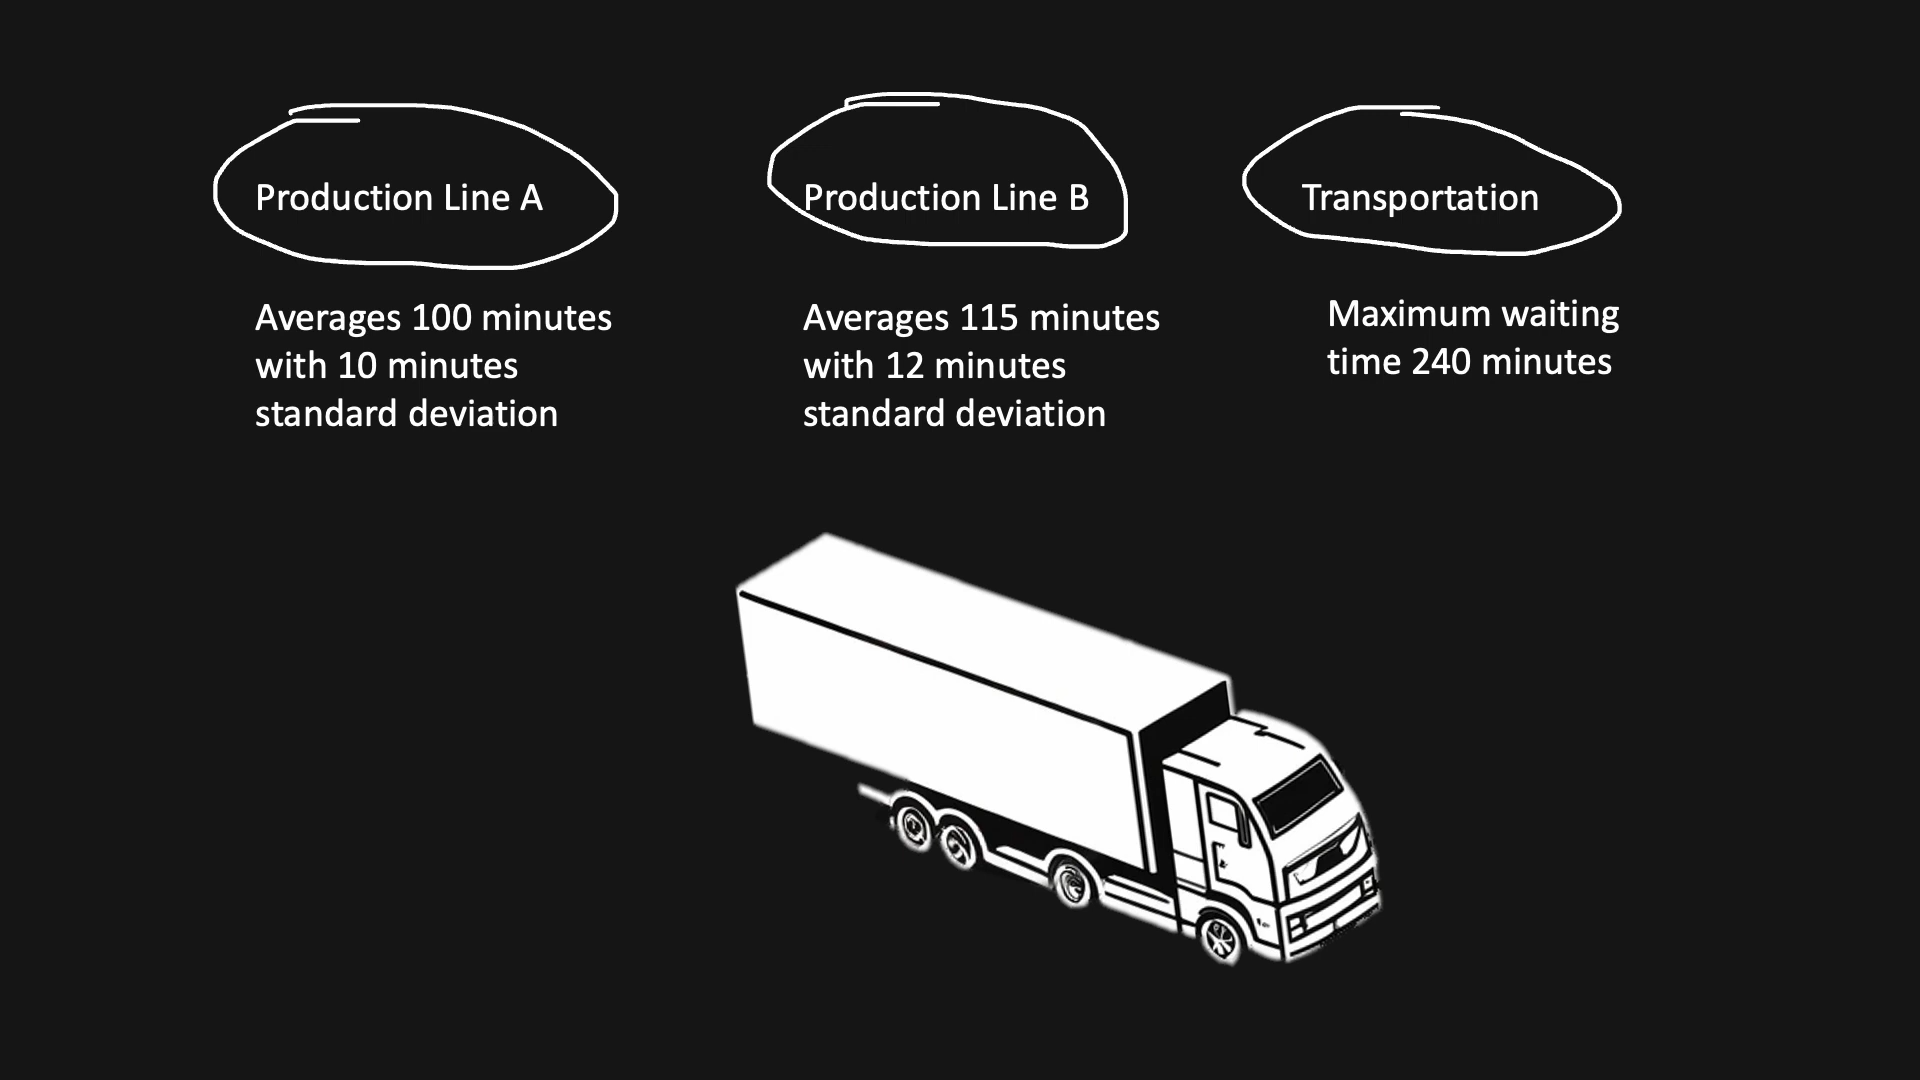 Production Line A
Averages 100 minutes
with 10 minutes
standard deviation
Production Line B
Averages 115 minutes
with 12 minutes
standard deviation
Transportation
Maximum waiting
time 240 minutes